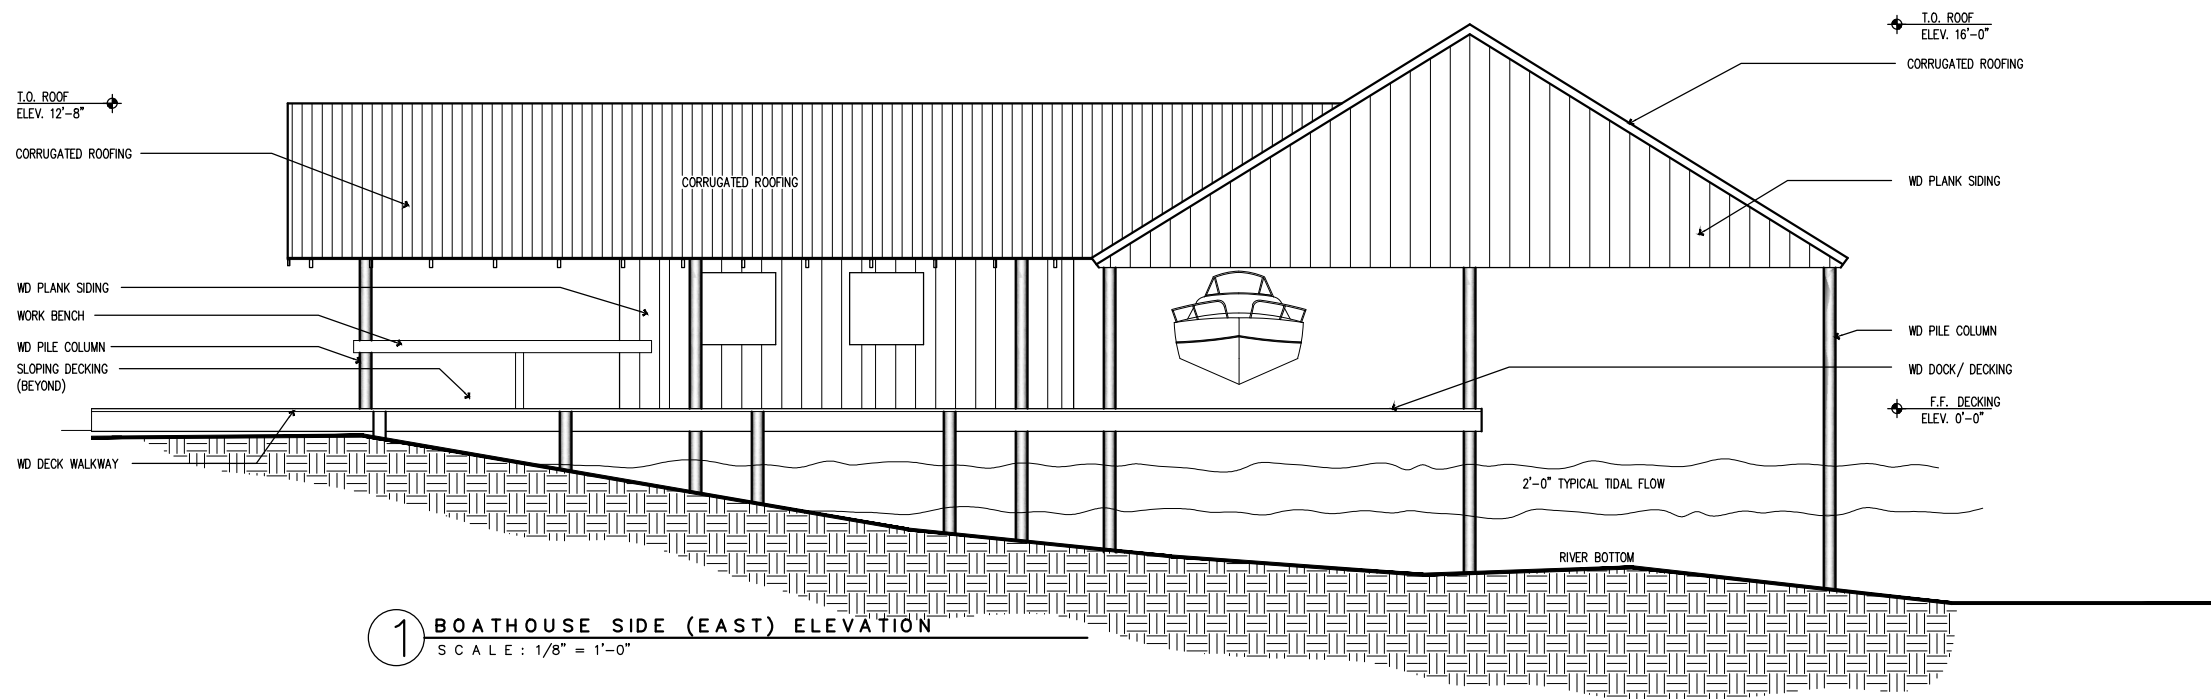 T.O. ROOF
ELEV. 16'-0"
CORRUGATED ROOFING
T.O. ROOF
ELEV. 12'-8"
CORRUGATED ROOFING
CORRUGATED ROOFING
WD PLANK SIDING
WD PLANK SIDING
WORK BENCH
WD PILE COLUMN
WD PILE COLUMN
SLOPING DECKING
(BEYOND)
WD DOCK/ DECKING
F.F. DECKING
ELEV. 0'-0"
WD DECK WALKWAY
2'-0" TYPICAL TIDAL FLOW
RIVER BOTTOM
1
BOATHOUSE SIDE (EAST) ELEVATION
SCALE: 1/8" = 1'-0"